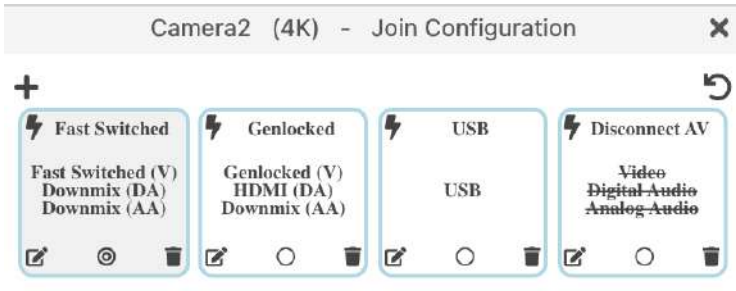 Camera2 (4K) - Join Configuration
Fast Switched
Fast Switched (V)
Downmix (DA)
Downmix (AA)
Genlocked
Genlocked (V)
HDMI (DA)
Downmix (AA)
USB
USB
Disconnect AV
Video
Digital Audio
Analog Audio